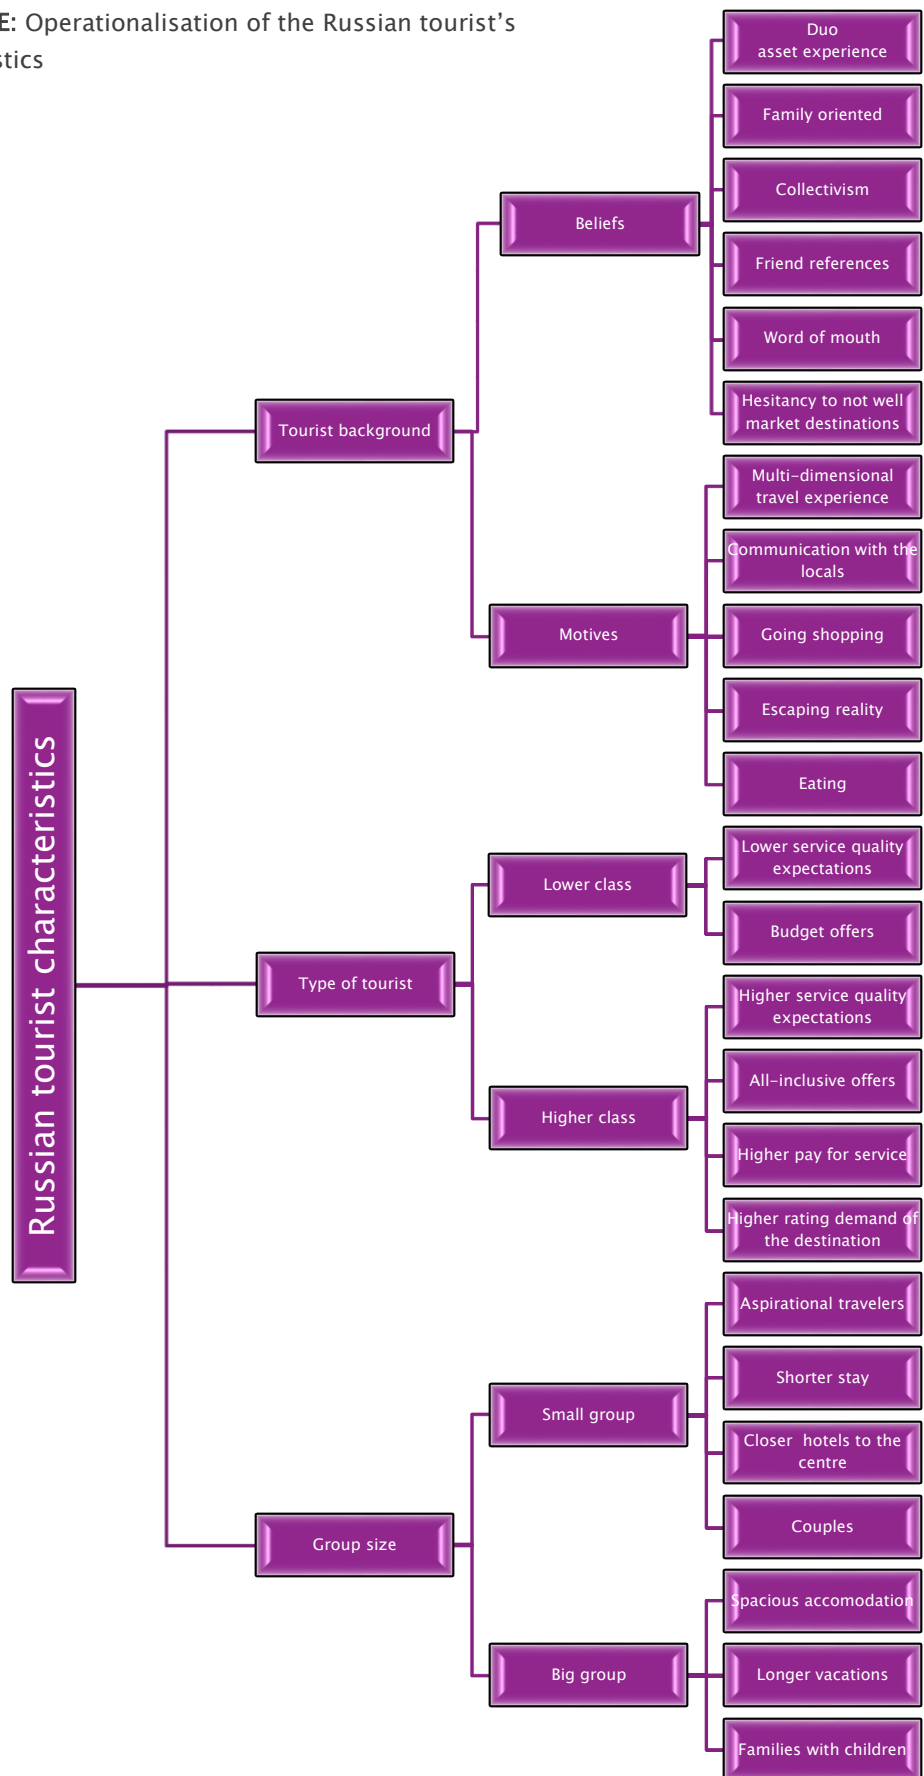 E: Operationalisation of the Russian tourist's
stics
Russian tourist characteristics
Tourist background
Beliefs
Duo
asset experience
Family oriented
Collectivism
Friend references
Word of mouth
Hesitancy to not well
market destinations
Motives
Multi-dimensional
travel experience
Communication with the
locals
Going shopping
Escaping reality
Eating
Type of tourist
Lower class
Lower service quality
expectations
Budget offers
Higher class
Higher service quality
expectations
All-inclusive offers
Higher pay for service
Higher rating demand of
the destination
Group size
Small group
Aspirational travelers
Shorter stay
Closer  hotels to the
centre
Couples
Big group
Spacious accomodation
Longer vacations
Families with children